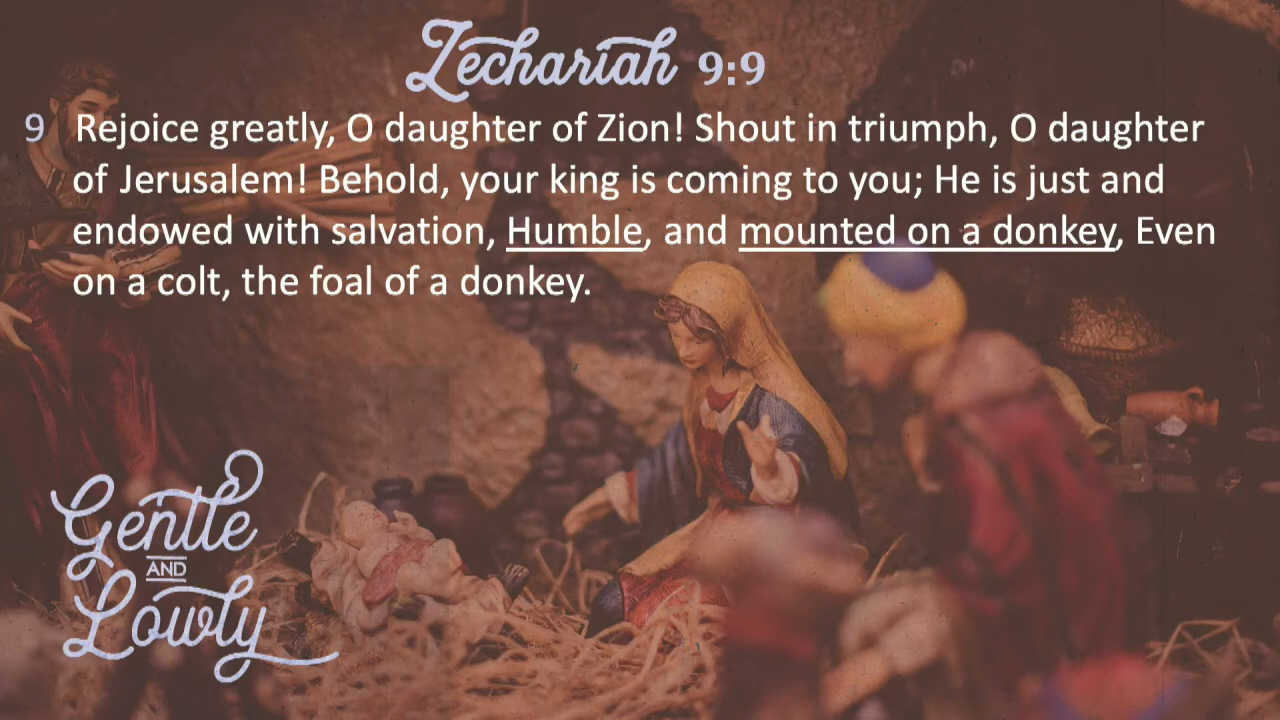 Zechariah 9:9
9 Rejoice greatly, O daughter of Zion! Shout in triumph, O daughter
of Jerusalem! Behold, your king is coming to you; He is just and
endowed with salvation, Humble, and mounted on a donkey, Even
on a colt, the foal of a donkey.
Gentle
AND
Lowly